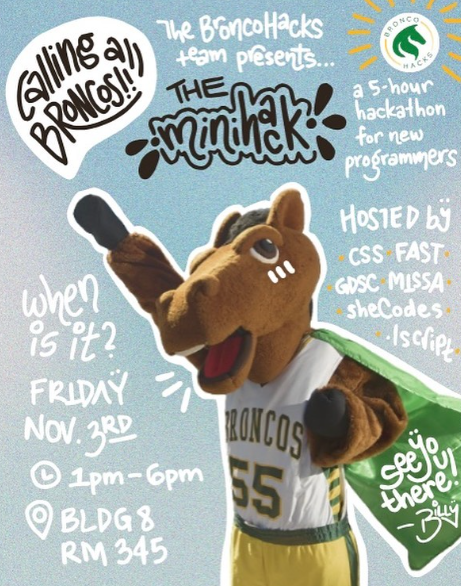 Calling all
BRONCOS!!
The BroncoHacks
team presents...
BRONCO
HACKS
THE
minihack
a 5-hour
hackathon
for new
programmers
HOSTED by
CSS · FAST ·
GDSC · MISSA ·
sheCodes
· .iscript
when
is it?
FRIDAY
NOV. 3RD
1pm-6pm
BLDG 8
RM 345
BRONCOS
55
see you
there!
- Billy